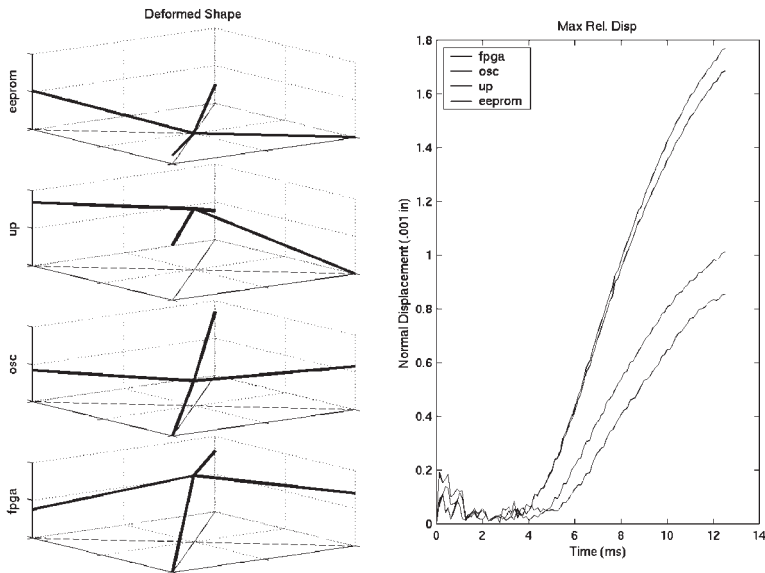 Deformed Shape
eeprom
up
osc
fpga
Max Rel. Disp
fpga
osc
up
eeprom
Normal Displacement (.001 in)
1.8
1.6
1.4
1.2
1
0.8
0.6
0.4
0.2
0
0 2 4 6 8 10 12 14
Time (ms)